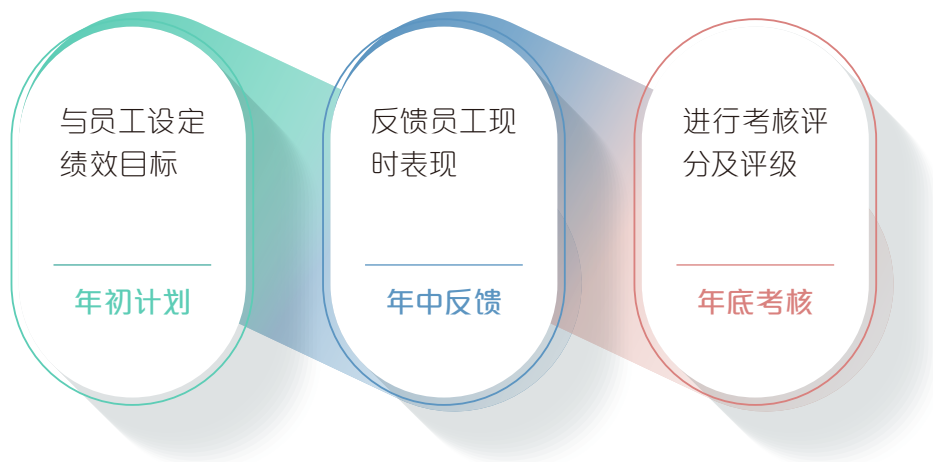 与员工设定
绩效目标
年初计划
反馈员工现
时表现
年中反馈
进行考核评
分及评级
年底考核